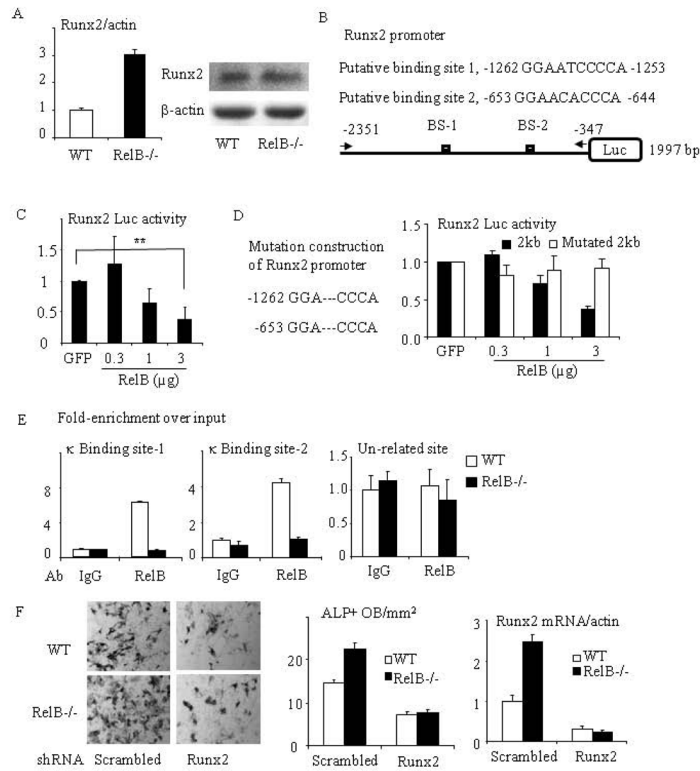 A
Runx2/actin
3
2
1
0
WT RelB-/-
Runx2
β-actin
WT RelB-/-
B
Runx2 promoter
Putative binding site 1, -1262 GGAATCCCCA -1253
Putative binding site 2, -653 GGAACACCCA -644
-2351 BS-1 BS-2 -347
Luc 1997 bp
C
Runx2 Luc activity
**
1.5
1
0.5
0
GFP 0.3 1 3
RelB (µg)
D
Mutation construction
of Runx2 promoter
-1262 GGA---CCCA
-653 GGA---CCCA
Runx2 Luc activity
2kb Mutated 2kb
1.5
1.0
0.5
0.0
GFP 0.3 1 3
RelB (µg)
E
Fold-enrichment over input
κ Binding site-1
8
4
0
Ab IgG RelB
κ Binding site-2
6
4
2
0
IgG RelB
Un-related site
1.5
1.0
0.5
0
IgG RelB
WT
RelB-/-
F
WT
RelB-/-
shRNA Scrambled Runx2
ALP+ OB/mm²
20
10
0
WT
RelB-/-
Scrambled Runx2
Runx2 mRNA/actin
3
2
1
0
WT
RelB-/-
Scrambled Runx2